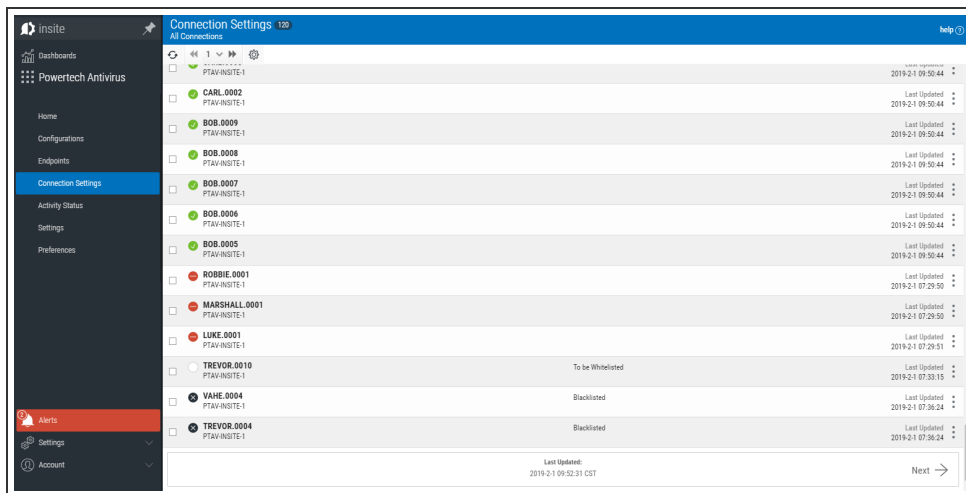 insite
Connection Settings 120
All Connections
help ?
Dashboards
1
Powertech Antivirus
Home
Configurations
Endpoints
Connection Settings
Activity Status
Settings
Preferences
Alerts
2
Settings
Account
PTAV-INSITE-1
Last Updated
2019-2-1 09:50:44
CARL.0002
PTAV-INSITE-1
Last Updated
2019-2-1 09:50:44
BOB.0009
PTAV-INSITE-1
Last Updated
2019-2-1 09:50:44
BOB.0008
PTAV-INSITE-1
Last Updated
2019-2-1 09:50:44
BOB.0007
PTAV-INSITE-1
Last Updated
2019-2-1 09:50:44
BOB.0006
PTAV-INSITE-1
Last Updated
2019-2-1 09:50:44
BOB.0005
PTAV-INSITE-1
Last Updated
2019-2-1 09:50:44
ROBBIE.0001
PTAV-INSITE-1
Last Updated
2019-2-1 07:29:50
MARSHALL.0001
PTAV-INSITE-1
Last Updated
2019-2-1 07:29:50
LUKE.0001
PTAV-INSITE-1
Last Updated
2019-2-1 07:29:51
TREVOR.0010
PTAV-INSITE-1
To be Whitelisted
Last Updated
2019-2-1 07:33:15
VAHE.0004
PTAV-INSITE-1
Blacklisted
Last Updated
2019-2-1 07:36:24
TREVOR.0004
PTAV-INSITE-1
Blacklisted
Last Updated
2019-2-1 07:36:24
Last Updated:
2019-2-1 09:52:31 CST
Next